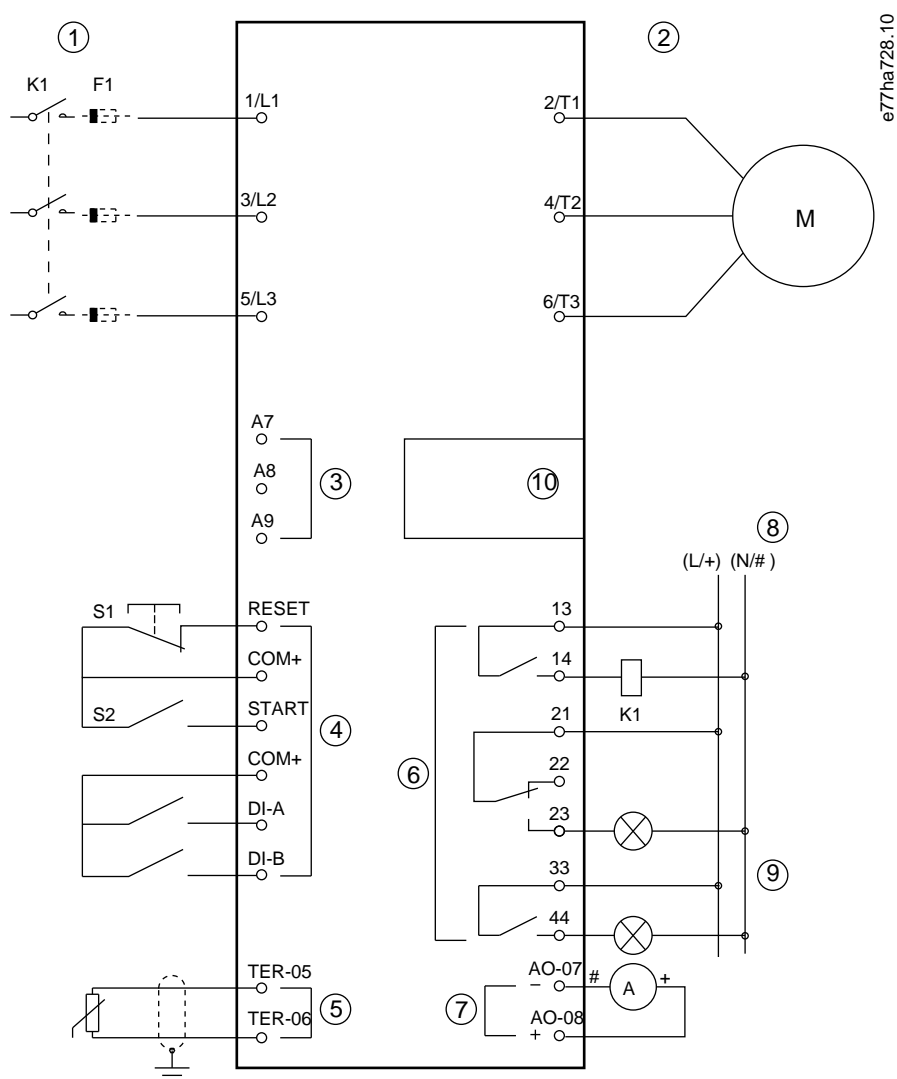 1
2
e77ha728.10
K1 F1
1/L1
2/T1
3/L2
4/T2
M
5/L3
6/T3
A7
A8
3
10
A9
8
(L/+) (N/# )
S1
RESET
13
COM+
14
S2
START
K1
4
21
COM+
6
22
DI-A
23
DI-B
33
9
44
TER-05
AO-07
# A +
−
5
7
TER-06
AO-08
+